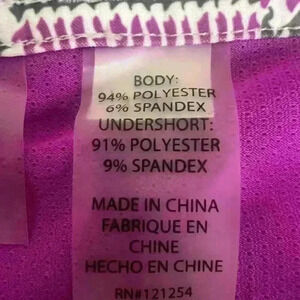 BODY:
94% POLYESTER
6% SPANDEX
UNDERSHORT:
91% POLYESTER
9% SPANDEX
MADE IN CHINA
FABRIQUE EN
CHINE
HECHO EN CHINE
RN#121254